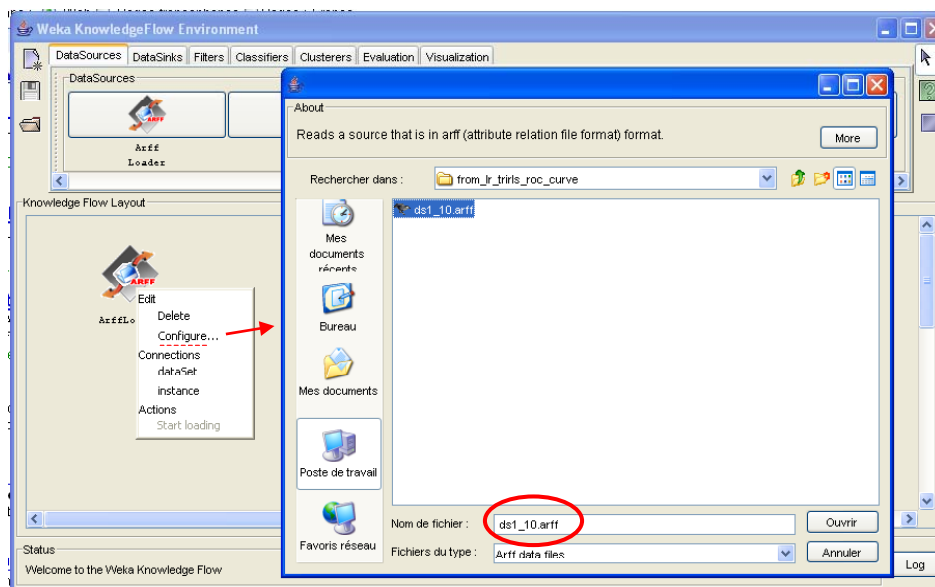 Weka KnowledgeFlow Environment
DataSources DataSinks Filters Classifiers Clusterers Evaluation Visualization
DataSources
Arff
Loader
About
Reads a source that is in arff (attribute relation file format) format.
More
Rechercher dans :
from_lr_trirls_roc_curve
ds1_10.arff
Mes
documents
récents
Bureau
Mes documents
Poste de travail
Favoris réseau
Nom de fichier :
ds1_10.arff
Ouvrir
Fichiers du type :
Arff data files
Annuler
Knowledge Flow Layout
ARFF
ArffLo
Edit
Delete
Configure...
Connections
dataSet
instance
Actions
Start loading
Status
Welcome to the Weka Knowledge Flow
Log